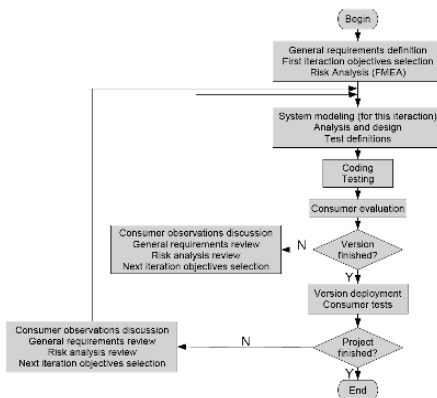 Begin
General requirements definition
First iteraction objectives selection
Risk Analysis (FMEA)
System modeling (for this iteraction)
Analysis and design
Test definitions
Coding
Testing
Consumer evaluation
Consumer observations discussion
General requirements review
Risk analysis review
Next iteration objectives selection
N
Version
finished?
Y
Version deployment
Consumer tests
Consumer observations discussion
General requirements review
Risk analysis review
Next iteration objectives selection
N
Project
finished?
Y
End